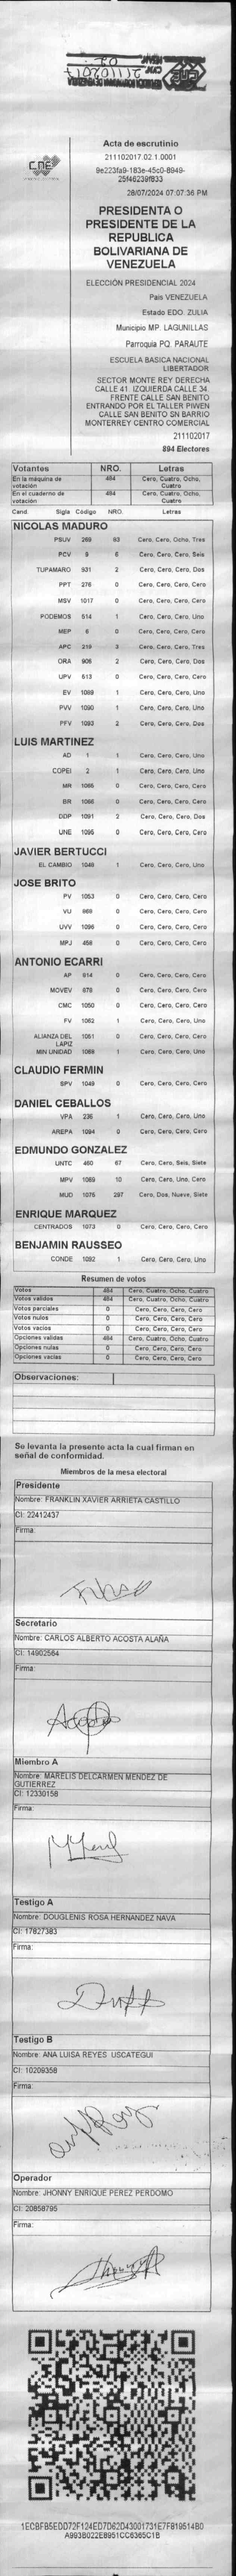 CNE
Acta de escrutinio
211102017.02.1.0001
9e223fa9-183e-45c0-8949-
25f46239f833
28/07/2024 07:07:36 PM
PRESIDENTA O
PRESIDENTE DE LA
REPUBLICA
BOLIVARIANA DE
VENEZUELA
ELECCIÓN PRESIDENCIAL 2024
País VENEZUELA
Estado EDO. ZULIA
Municipio MP. LAGUNILLAS
Parroquia PQ. PARAUTE
ESCUELA BASICA NACIONAL
LIBERTADOR
SECTOR MONTE REY DERECHA
CALLE 41. IZQUIERDA CALLE 34.
FRENTE CALLE SAN BENITO
ENTRANDO POR EL TALLER PIVEN
CALLE SAN BENITO SN BARRIO
MONTERREY CENTRO COMERCIAL
211102017
894 Electores
Votantes NRO. Letras
En la máquina de votación 484 Cero, Cuatro, Ocho, Cuatro
En el cuaderno de votación 484 Cero, Cuatro, Ocho, Cuatro
Cand. Sigla Código NRO. Letras
NICOLAS MADURO
PSUV 269 83 Cero, Cero, Ocho, Tres
PCV 9 6 Cero, Cero, Cero, Seis
TUPAMARO 931 2 Cero, Cero, Cero, Dos
PPT 276 0 Cero, Cero, Cero, Cero
MSV 1017 0 Cero, Cero, Cero, Cero
PODEMOS 514 1 Cero, Cero, Cero, Uno
MEP 6 0 Cero, Cero, Cero, Cero
APC 219 3 Cero, Cero, Cero, Tres
ORA 906 2 Cero, Cero, Cero, Dos
UPV 513 0 Cero, Cero, Cero, Cero
EV 1089 1 Cero, Cero, Cero, Uno
PVV 1090 1 Cero, Cero, Cero, Uno
PFV 1093 2 Cero, Cero, Cero, Dos
LUIS MARTINEZ
AD 1 1 Cero, Cero, Cero, Uno
COPEI 2 1 Cero, Cero, Cero, Uno
MR 1065 0 Cero, Cero, Cero, Cero
BR 1066 0 Cero, Cero, Cero, Cero
DDP 1091 2 Cero, Cero, Cero, Dos
UNE 1095 0 Cero, Cero, Cero, Cero
JAVIER BERTUCCI
EL CAMBIO 1049 1 Cero, Cero, Cero, Uno
JOSE BRITO
PV 1053 0 Cero, Cero, Cero, Cero
VU 869 0 Cero, Cero, Cero, Cero
UVV 1096 0 Cero, Cero, Cero, Cero
MPJ 458 0 Cero, Cero, Cero, Cero
ANTONIO ECARRI
AP 914 0 Cero, Cero, Cero, Cero
MOVEV 678 0 Cero, Cero, Cero, Cero
CMC 1050 0 Cero, Cero, Cero, Cero
FV 1062 1 Cero, Cero, Cero, Uno
ALIANZA DEL LAPIZ 1051 0 Cero, Cero, Cero, Cero
MIN UNIDAD 1088 1 Cero, Cero, Cero, Uno
CLAUDIO FERMIN
SPV 1048 0 Cero, Cero, Cero, Cero
DANIEL CEBALLOS
VPA 236 1 Cero, Cero, Cero, Uno
AREPA 1094 0 Cero, Cero, Cero, Cero
EDMUNDO GONZALEZ
UNTC 460 67 Cero, Cero, Seis, Siete
MPV 1069 10 Cero, Cero, Uno, Cero
MUD 1075 297 Cero, Dos, Nueve, Siete
ENRIQUE MARQUEZ
CENTRADOS 1073 0 Cero, Cero, Cero, Cero
BENJAMIN RAUSSEO
CONDE 1092 1 Cero, Cero, Cero, Uno
Resumen de votos
Votos 484 Cero, Cuatro, Ocho, Cuatro
Votos validos 484 Cero, Cuatro, Ocho, Cuatro
Votos parciales 0 Cero, Cero, Cero, Cero
Votos nulos 0 Cero, Cero, Cero, Cero
Votos vacios 0 Cero, Cero, Cero, Cero
Opciones validas 484 Cero, Cuatro, Ocho, Cuatro
Opciones nulas 0 Cero, Cero, Cero, Cero
Opciones vacias 0 Cero, Cero, Cero, Cero
Observaciones:
Se levanta la presente acta la cual firman en
señal de conformidad.
Miembros de la mesa electoral
Presidente
Nombre: FRANKLIN XAVIER ARRIETA CASTILLO
CI: 22412437
Firma:
Secretario
Nombre: CARLOS ALBERTO ACOSTA ALAÑA
CI: 14902584
Firma:
Miembro A
Nombre: MARELIS DELCARMEN MENDEZ DE
GUTIERREZ
CI: 12330158
Firma:
Testigo A
Nombre: DOUGLENIS ROSA HERNANDEZ NAVA
CI: 17827383
Firma:
Testigo B
Nombre: ANA LUISA REYES USCATEGUI
CI: 10209358
Firma:
Operador
Nombre: JHONNY ENRIQUE PEREZ PERDOMO
CI: 20858795
Firma:
1ECBFB5EDD72F124ED7D62D43001731E7F819514B0
A993B022E8951CC6365C1B